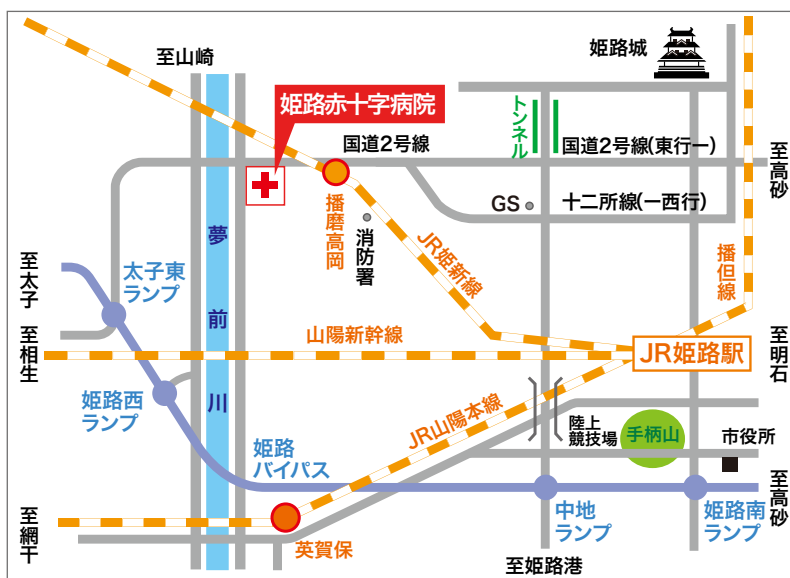 至山崎
姫路城
姫路赤十字病院
トンネル
国道2号線
国道2号線(東行一)
至高砂
GS
十二所線(一西行)
播磨高岡
消防署
JR姫新線
播但線
夢前川
至太子
太子東
ランプ
至相生
山陽新幹線
JR姫路駅
至明石
姫路西
ランプ
JR山陽本線
陸上
競技場
手柄山
市役所
姫路
バイパス
至網干
英賀保
中地
ランプ
姫路南
ランプ
至高砂
至姫路港